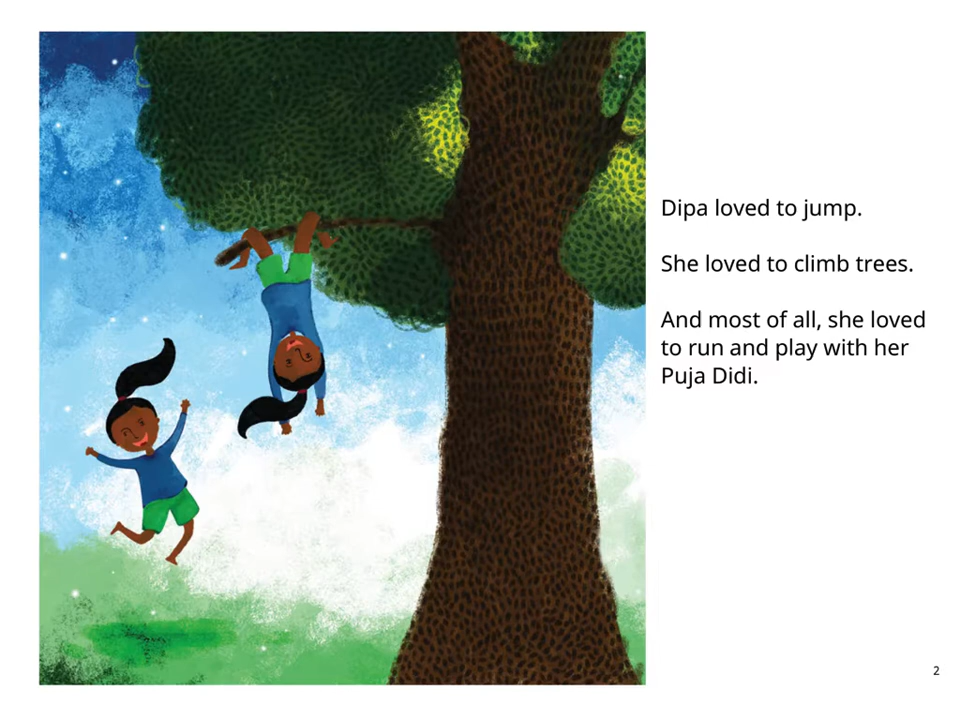 Dipa loved to jump.
She loved to climb trees.
And most of all, she loved
to run and play with her
Puja Didi.
2